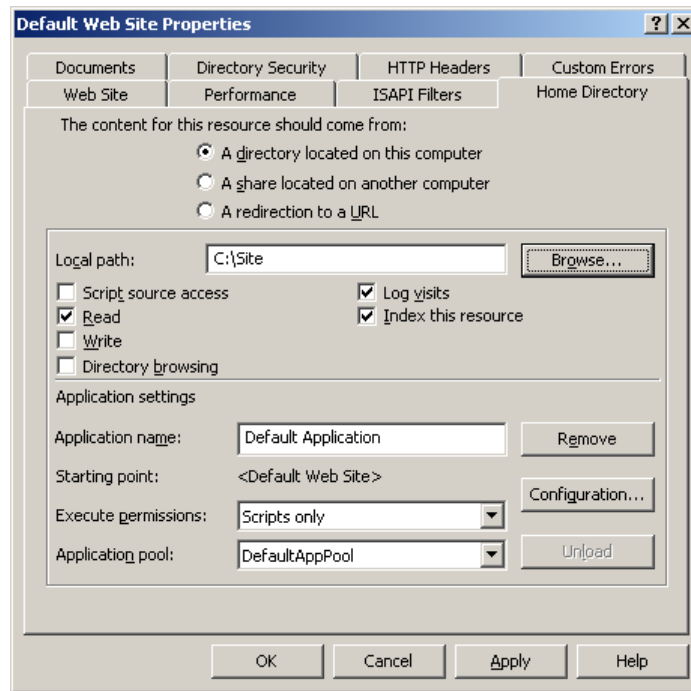 Default Web Site Properties
Documents Directory Security HTTP Headers Custom Errors
Web Site Performance ISAPI Filters Home Directory
The content for this resource should come from:
A directory located on this computer
A share located on another computer
A redirection to a URL
Local path: C:\Site Browse...
Script source access Log visits
Read Index this resource
Write
Directory browsing
Application settings
Application name: Default Application Remove
Starting point: <Default Web Site>
Configuration...
Execute permissions: Scripts only
Application pool: DefaultAppPool Unload
OK Cancel Apply Help